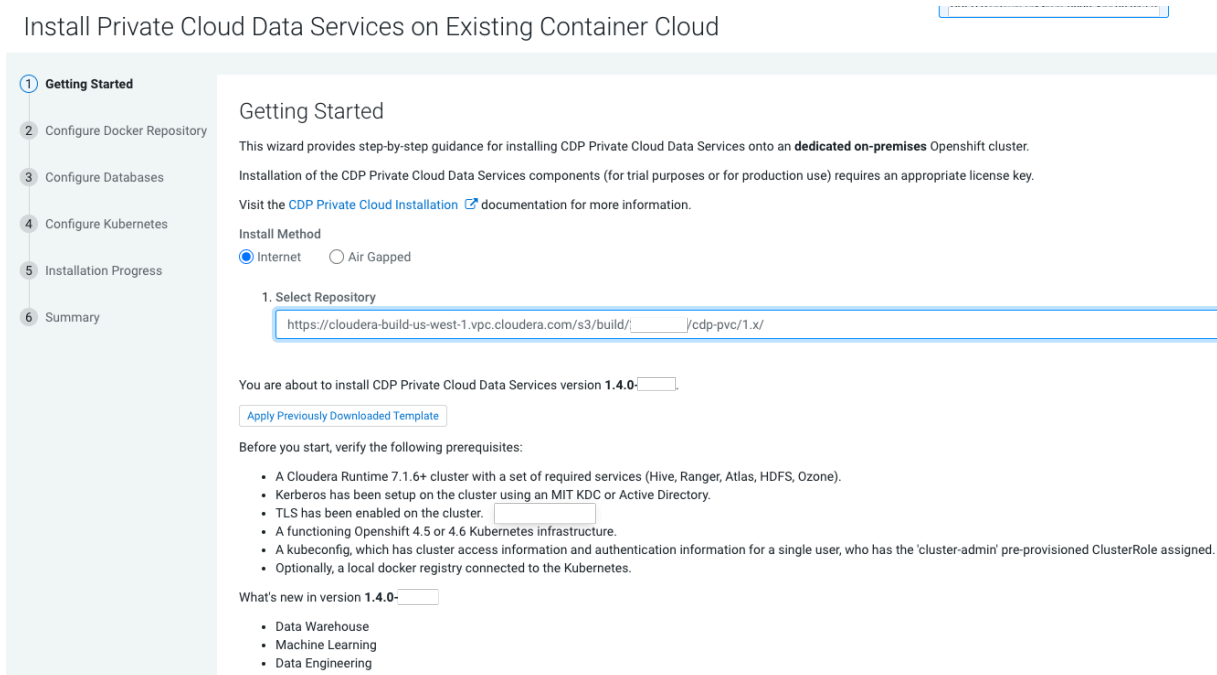 Install Private Cloud Data Services on Existing Container Cloud
1 Getting Started
2 Configure Docker Repository
3 Configure Databases
4 Configure Kubernetes
5 Installation Progress
6 Summary
Getting Started
This wizard provides step-by-step guidance for installing CDP Private Cloud Data Services onto an dedicated on-premises Openshift cluster.
Installation of the CDP Private Cloud Data Services components (for trial purposes or for production use) requires an appropriate license key.
Visit the CDP Private Cloud Installation documentation for more information.
Install Method
Internet Air Gapped
1. Select Repository
https://cloudera-build-us-west-1.vpc.cloudera.com/s3/build/ /cdp-pvc/1.x/
You are about to install CDP Private Cloud Data Services version 1.4.0- .
Apply Previously Downloaded Template
Before you start, verify the following prerequisites:
• A Cloudera Runtime 7.1.6+ cluster with a set of required services (Hive, Ranger, Atlas, HDFS, Ozone).
• Kerberos has been setup on the cluster using an MIT KDC or Active Directory.
• TLS has been enabled on the cluster.
• A functioning Openshift 4.5 or 4.6 Kubernetes infrastructure.
• A kubeconfig, which has cluster access information and authentication information for a single user, who has the 'cluster-admin' pre-provisioned ClusterRole assigned.
• Optionally, a local docker registry connected to the Kubernetes.
What's new in version 1.4.0-
• Data Warehouse
• Machine Learning
• Data Engineering